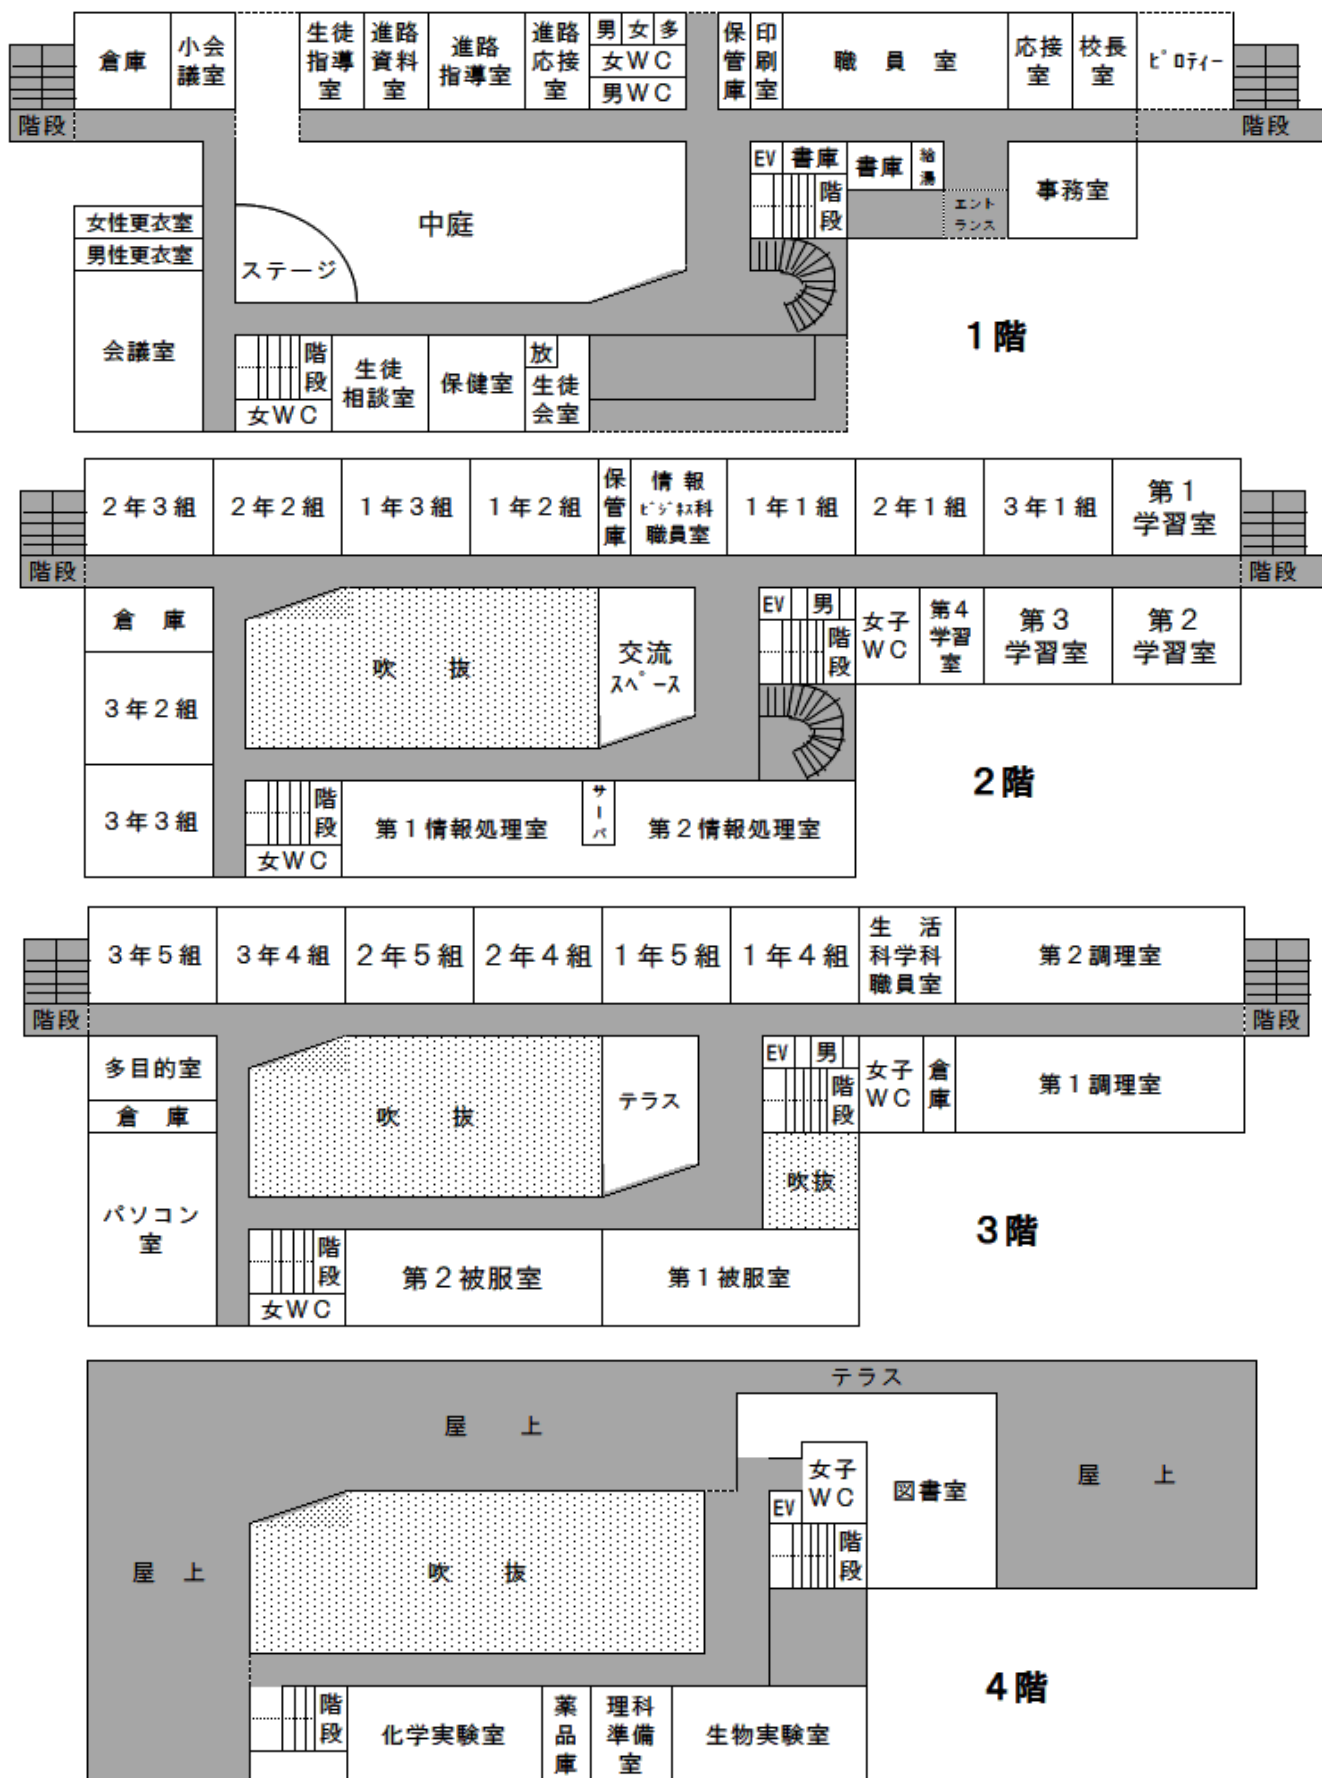 倉庫
小会
議室
生徒
指導
室
進路
資料
室
進路
指導室
進路
応接
室
男
女
多
女WC
男WC
保
管
庫
印
刷
室
職員室
応接
室
校長
室
ピロティー
階段
階段
中庭
ステージ
女性更衣室
男性更衣室
会議室
EV
書庫
書庫
給
湯
階
段
エント
ランス
事務室
1階
階
段
女WC
生徒
相談室
保健室
放
生徒
会室
2年3組
2年2組
1年3組
1年2組
保
管
庫
情報
ビジネス科
職員室
1年1組
2年1組
3年1組
第1
学習室
階段
階段
倉庫
3年2組
3年3組
吹抜
交流
スペース
EV
男
階
段
女子
WC
第4
学習
室
第3
学習室
第2
学習室
2階
階
段
女WC
第1情報処理室
サ
ー
バ
第2情報処理室
3年5組
3年4組
2年5組
2年4組
1年5組
1年4組
生活
科学科
職員室
第2調理室
階段
階段
多目的室
倉庫
パソコン
室
吹抜
テラス
EV
男
階
段
女子
WC
倉
庫
第1調理室
吹抜
3階
階
段
女WC
第2被服室
第1被服室
テラス
屋上
女子
WC
図書室
屋上
EV
階
段
屋上
吹抜
4階
階
段
化学実験室
薬
品
庫
理科
準備
室
生物実験室